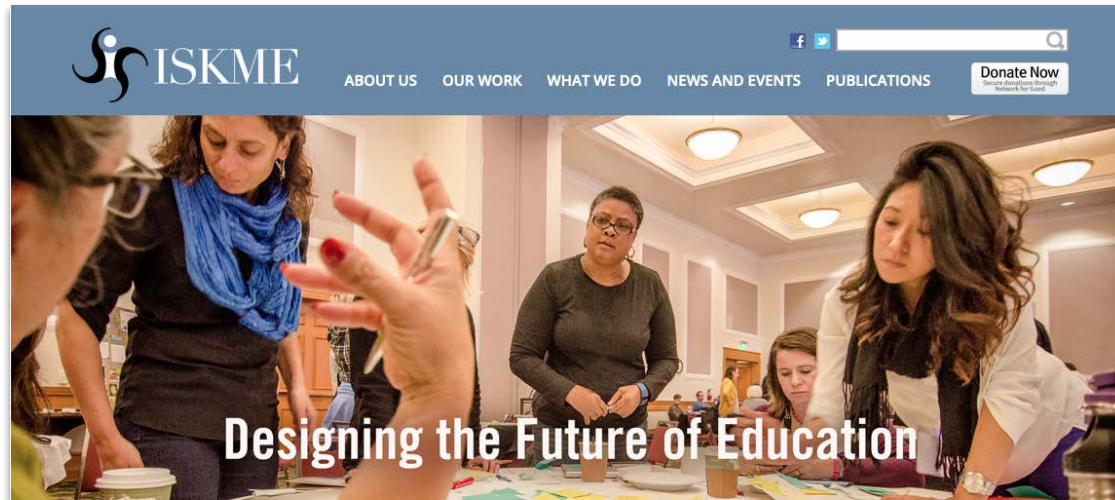 ISKME
ABOUT US OUR WORK WHAT WE DO NEWS AND EVENTS PUBLICATIONS
Donate Now
Secure donations through
Network for Good
Designing the Future of Education